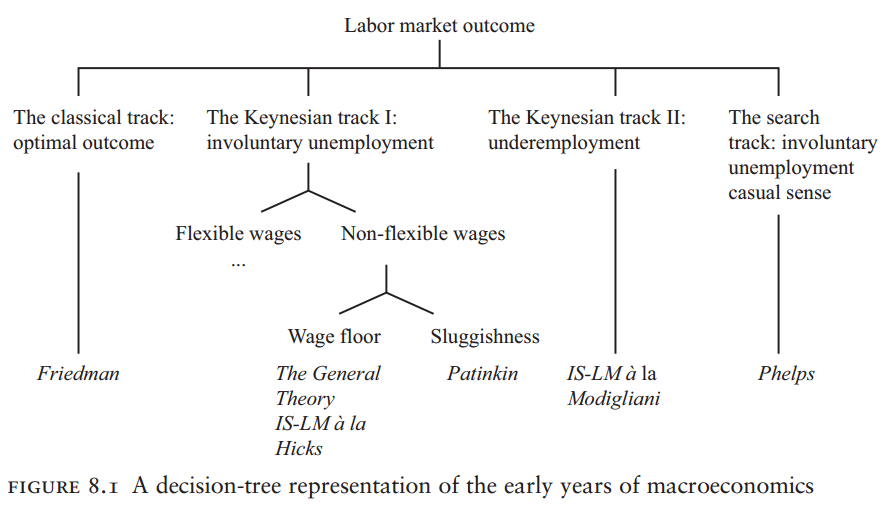 Labor market outcome
The classical track:
optimal outcome
The Keynesian track I:
involuntary unemployment
The Keynesian track II:
underemployment
The search
track: involuntary
unemployment
casual sense
Flexible wages
...
Non-flexible wages
Wage floor
Sluggishness
Friedman
The General
Theory
IS-LM à la
Hicks
Patinkin
IS-LM à la
Modigliani
Phelps
FIGURE 8.1 A decision-tree representation of the early years of macroeconomics